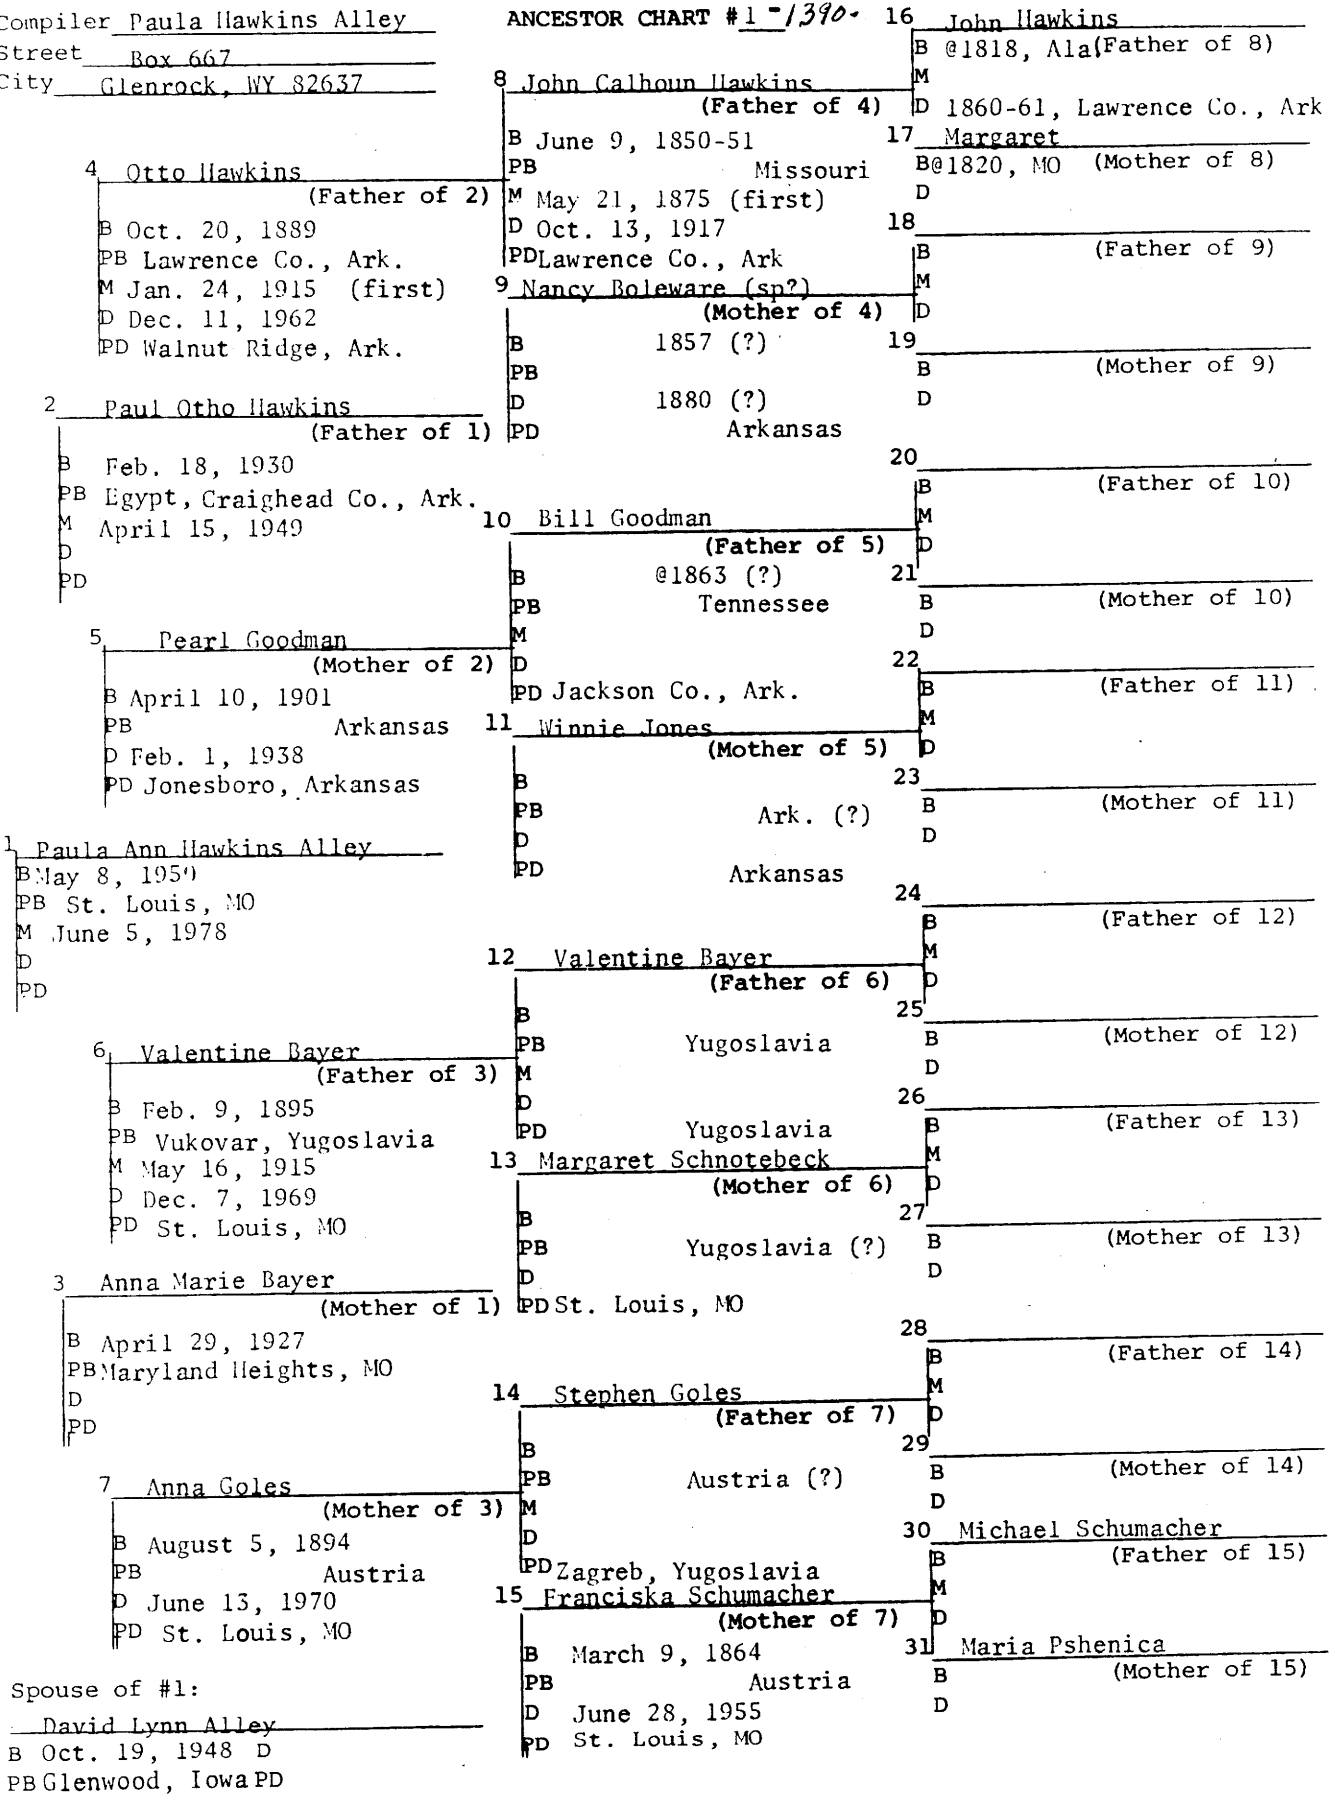 Compiler Paula Hawkins Alley
Street Box 667
City Glenrock, WY 82637
ANCESTOR CHART #1-1390.
16 John Hawkins
B @1818, Ala(Father of 8)
M
D 1860-61, Lawrence Co., Ark
8 John Calhoun Hawkins
(Father of 4)
B June 9, 1850-51
PB Missouri
M May 21, 1875 (first)
D Oct. 13, 1917
PD Lawrence Co., Ark
17 Margaret
B@1820, MO (Mother of 8)
D
4 Otto Hawkins
(Father of 2)
B Oct. 20, 1889
PB Lawrence Co., Ark.
M Jan. 24, 1915 (first)
D Dec. 11, 1962
PD Walnut Ridge, Ark.
18
B (Father of 9)
M
D
9 Nancy Boleware (sp?)
(Mother of 4)
B 1857 (?)
PB
D 1880 (?)
PD Arkansas
19
(Mother of 9)
B
D
2 Paul Otho Hawkins
(Father of 1)
B Feb. 18, 1930
PB Egypt, Craighead Co., Ark.
M April 15, 1949
D
PD
20
B (Father of 10)
M
D
10 Bill Goodman
(Father of 5)
B @1863 (?)
PB Tennessee
M
D
PD Jackson Co., Ark.
21
B (Mother of 10)
D
5 Pearl Goodman
(Mother of 2)
B April 10, 1901
PB Arkansas
D Feb. 1, 1938
PD Jonesboro, Arkansas
22
B (Father of 11)
M
D
11 Winnie Jones
(Mother of 5)
B
PB Ark. (?)
D
PD Arkansas
23
B (Mother of 11)
D
1 Paula Ann Hawkins Alley
B May 8, 1950
PB St. Louis, MO
M June 5, 1978
D
PD
24
B (Father of 12)
M
D
12 Valentine Bayer
(Father of 6)
B
PB Yugoslavia
M
D
PD Yugoslavia
25
B (Mother of 12)
D
6 Valentine Bayer
(Father of 3)
B Feb. 9, 1895
PB Vukovar, Yugoslavia
M May 16, 1915
D Dec. 7, 1969
PD St. Louis, MO
26
B (Father of 13)
M
D
13 Margaret Schnotebeck
(Mother of 6)
B
PB Yugoslavia (?)
D
PD St. Louis, MO
27
B (Mother of 13)
D
3 Anna Marie Bayer
(Mother of 1)
B April 29, 1927
PB Maryland Heights, MO
D
PD
28
B (Father of 14)
M
D
14 Stephen Goles
(Father of 7)
B
PB Austria (?)
M
D
PD Zagreb, Yugoslavia
29
B (Mother of 14)
D
7 Anna Goles
(Mother of 3)
B August 5, 1894
PB Austria
D June 13, 1970
PD St. Louis, MO
30 Michael Schumacher
B (Father of 15)
M
D
15 Franciska Schumacher
(Mother of 7)
B March 9, 1864
PB Austria
D June 28, 1955
PD St. Louis, MO
31 Maria Pshenica
B (Mother of 15)
D
Spouse of #1:
David Lynn Alley
B Oct. 19, 1948 D
PB Glenwood, Iowa PD